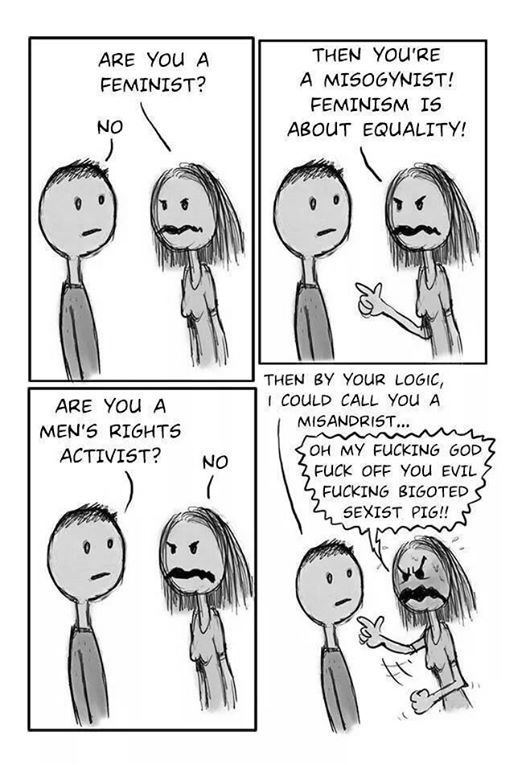 ARE YOU A
FEMINIST?
NO
THEN YOU'RE
A MISOGYNIST!
FEMINISM IS
ABOUT EQUALITY!
ARE YOU A
MEN'S RIGHTS
ACTIVIST?
NO
THEN BY YOUR LOGIC,
I COULD CALL YOU A
MISANDRIST...
OH MY FUCKING GOD
FUCK OFF YOU EVIL
FUCKING BIGOTED
SEXIST PIG!!